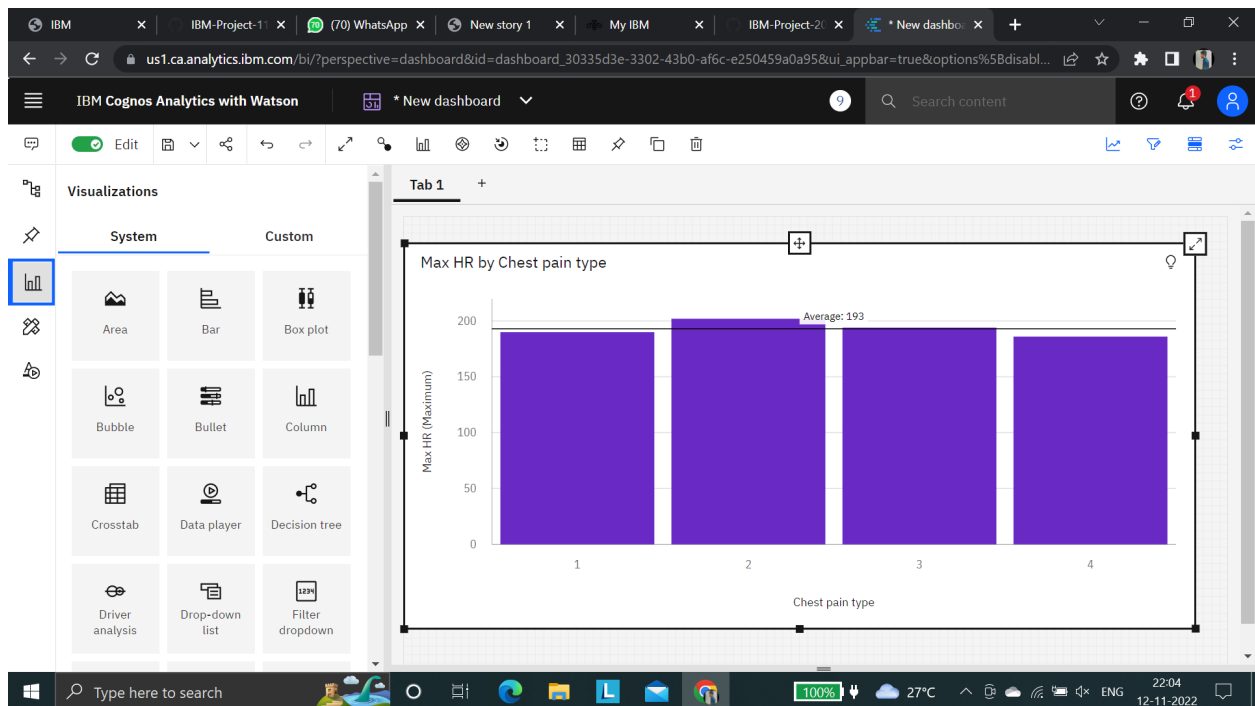 IBM
IBM-Project-11
(70) WhatsApp
New story 1
My IBM
IBM-Project-20
* New dashboa
us1.ca.analytics.ibm.com/bi/?perspective=dashboard&id=dashboard_30335d3e-3302-43b0-af6c-e250459a0a95&ui_appbar=true&options%5Bdisabl...
IBM Cognos Analytics with Watson
* New dashboard
9
Search content
1
Edit
Visualizations
System
Custom
Area
Bar
Box plot
Bubble
Bullet
Column
Crosstab
Data player
Decision tree
Driver
analysis
Drop-down
list
1234
Filter
dropdown
Tab 1
+
Max HR by Chest pain type
Average: 193
200
150
100
50
0
Max HR (Maximum)
1
2
3
4
Chest pain type
Type here to search
L
100%
27°C
ENG
22:04
12-11-2022